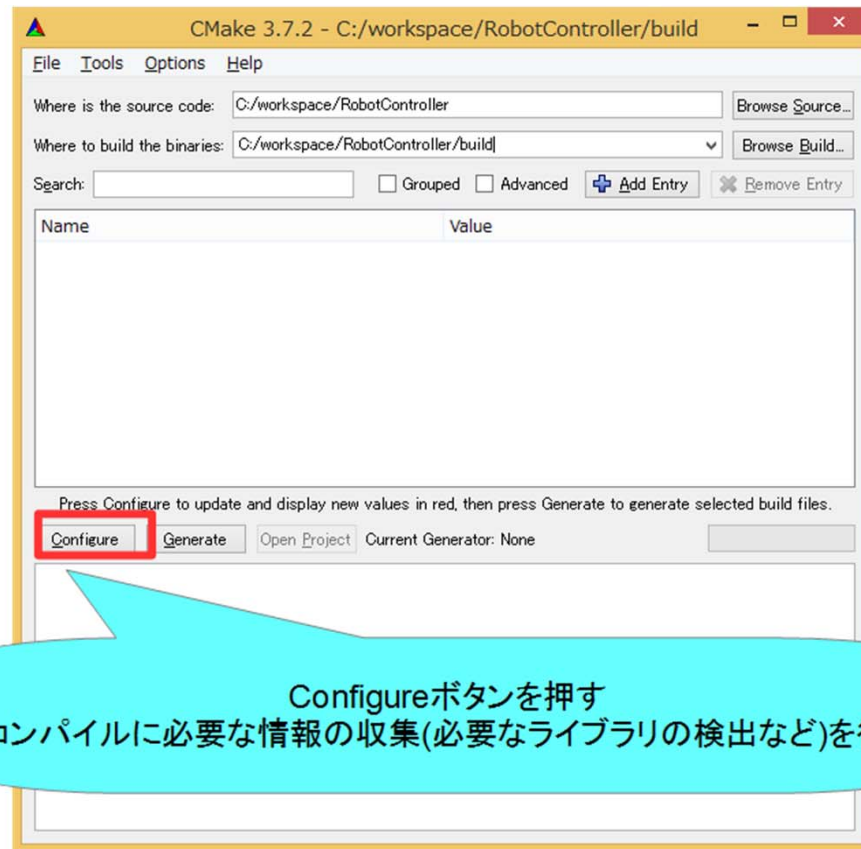 CMake 3.7.2 - C:/workspace/RobotController/build
File Tools Options Help
Where is the source code: C:/workspace/RobotController Browse Source...
Where to build the binaries: C:/workspace/RobotController/build Browse Build...
Search: Grouped Advanced Add Entry Remove Entry
Name Value
Press Configure to update and display new values in red, then press Generate to generate selected build files.
Configure Generate Open Project Current Generator: None
Configureボタンを押す
コンパイルに必要な情報の収集(必要なライブラリの検出など)を